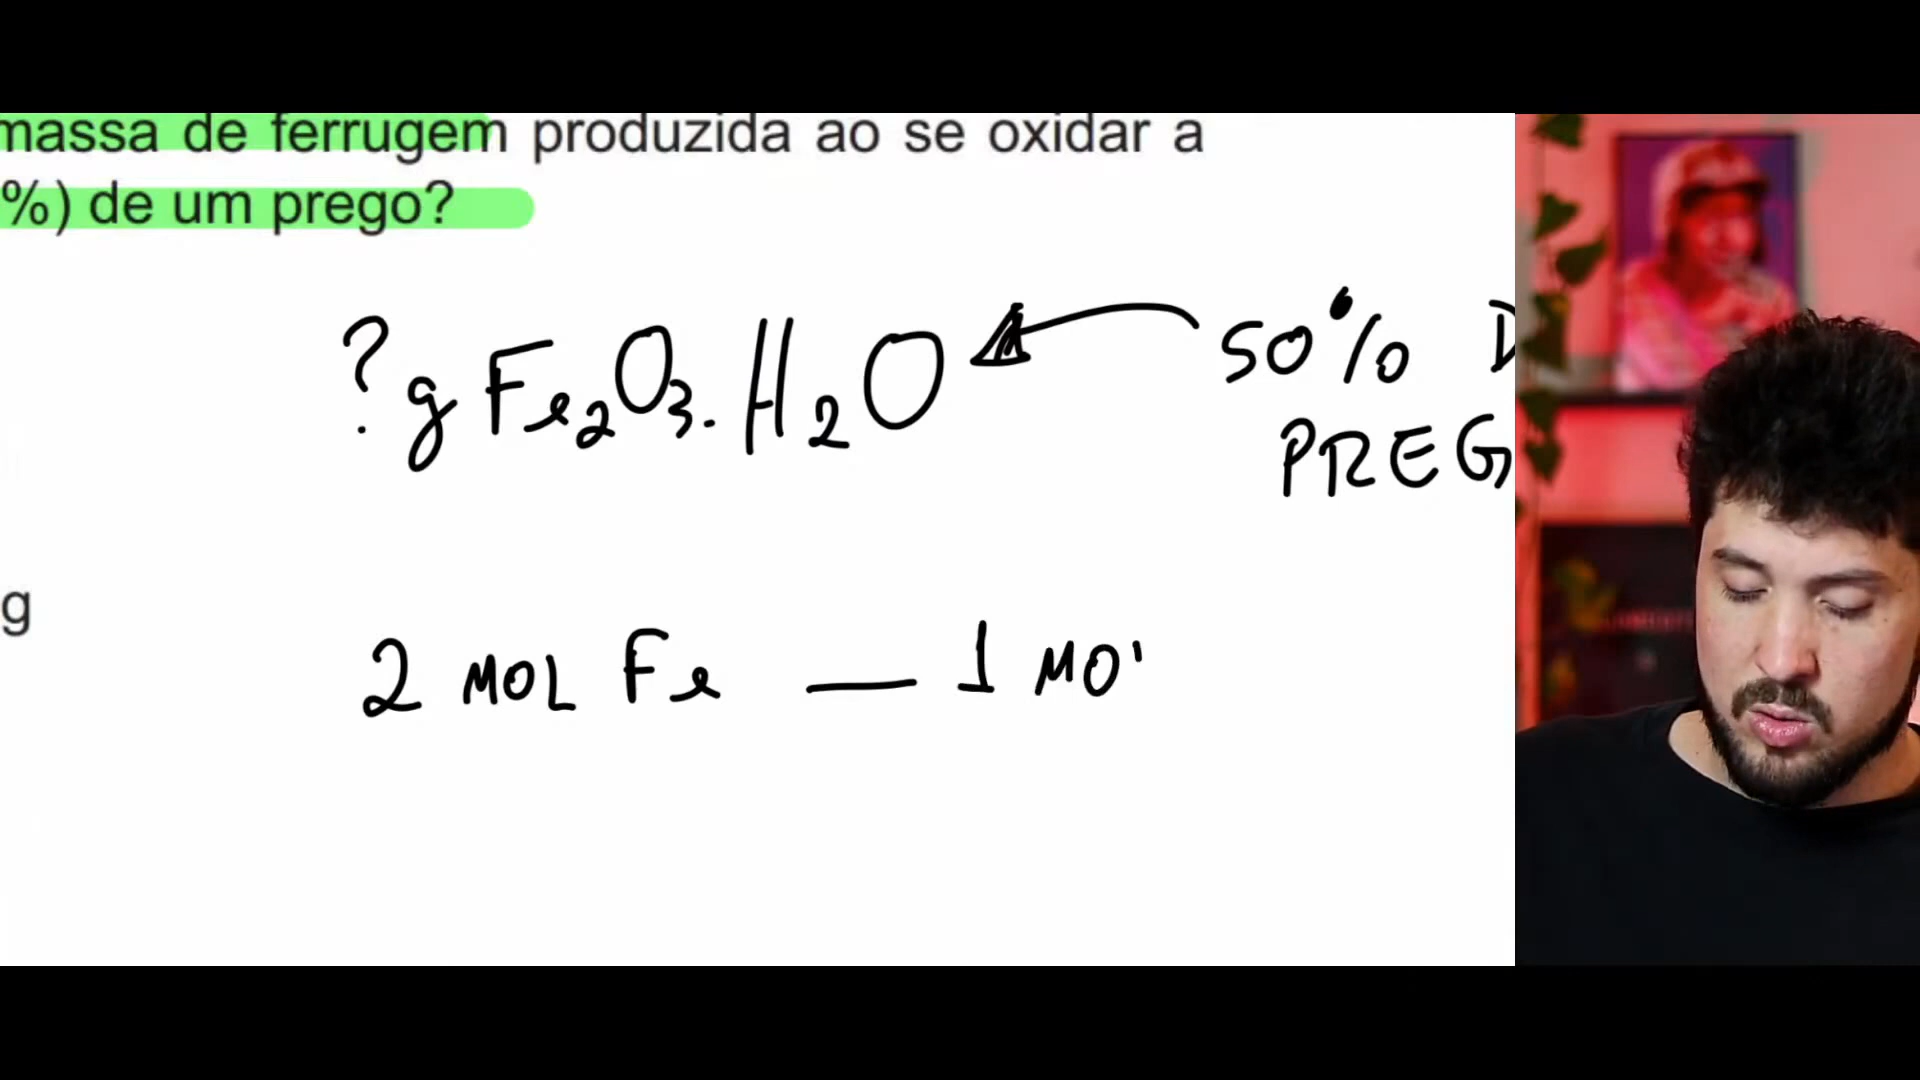 massa de ferrugem produzida ao se oxidar a
%) de um prego?
? g Fe2O3.H2O 50% D
PREG
g
2 MOL Fe — 1 MO'